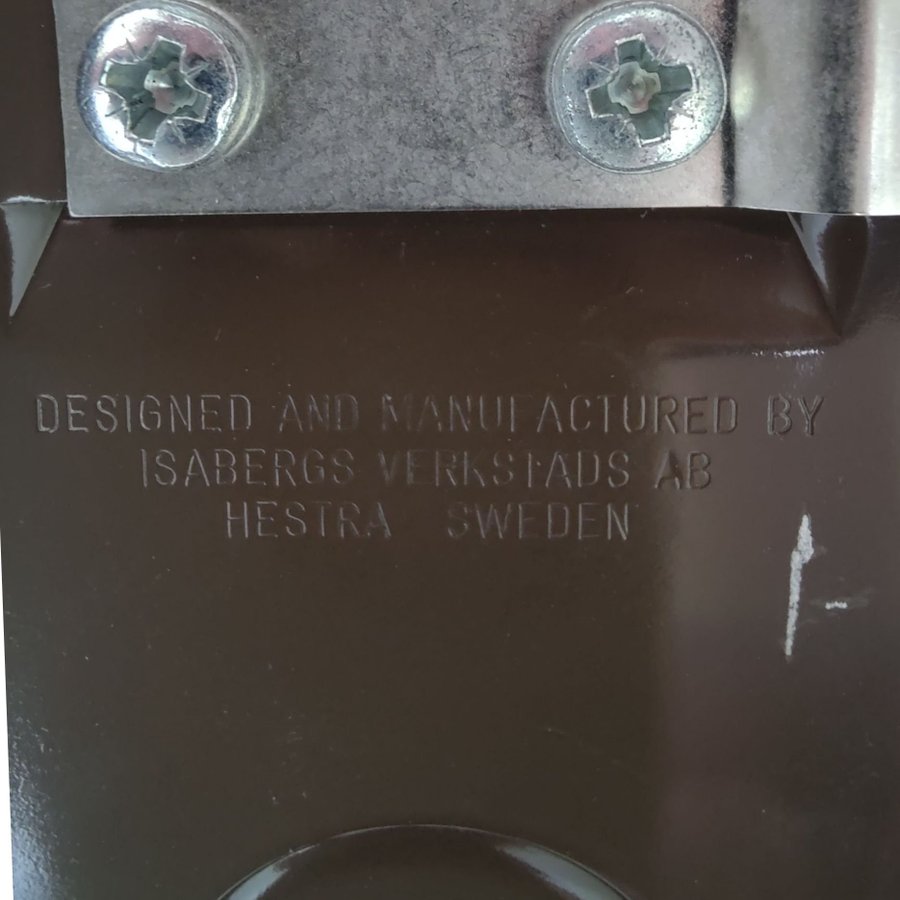 DESIGNED AND MANUFACTURED BY
ISABERGS VERKSTADS AB
HESTRA SWEDEN